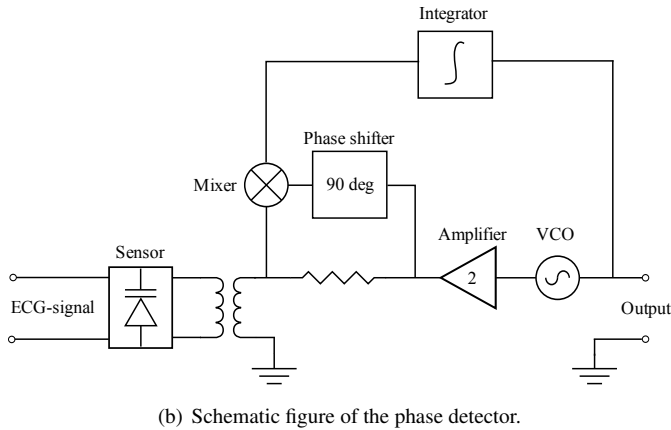 Integrator
∫
Phase shifter
Mixer
90 deg
Sensor
Amplifier
VCO
ECG-signal
2
Output
(b) Schematic figure of the phase detector.